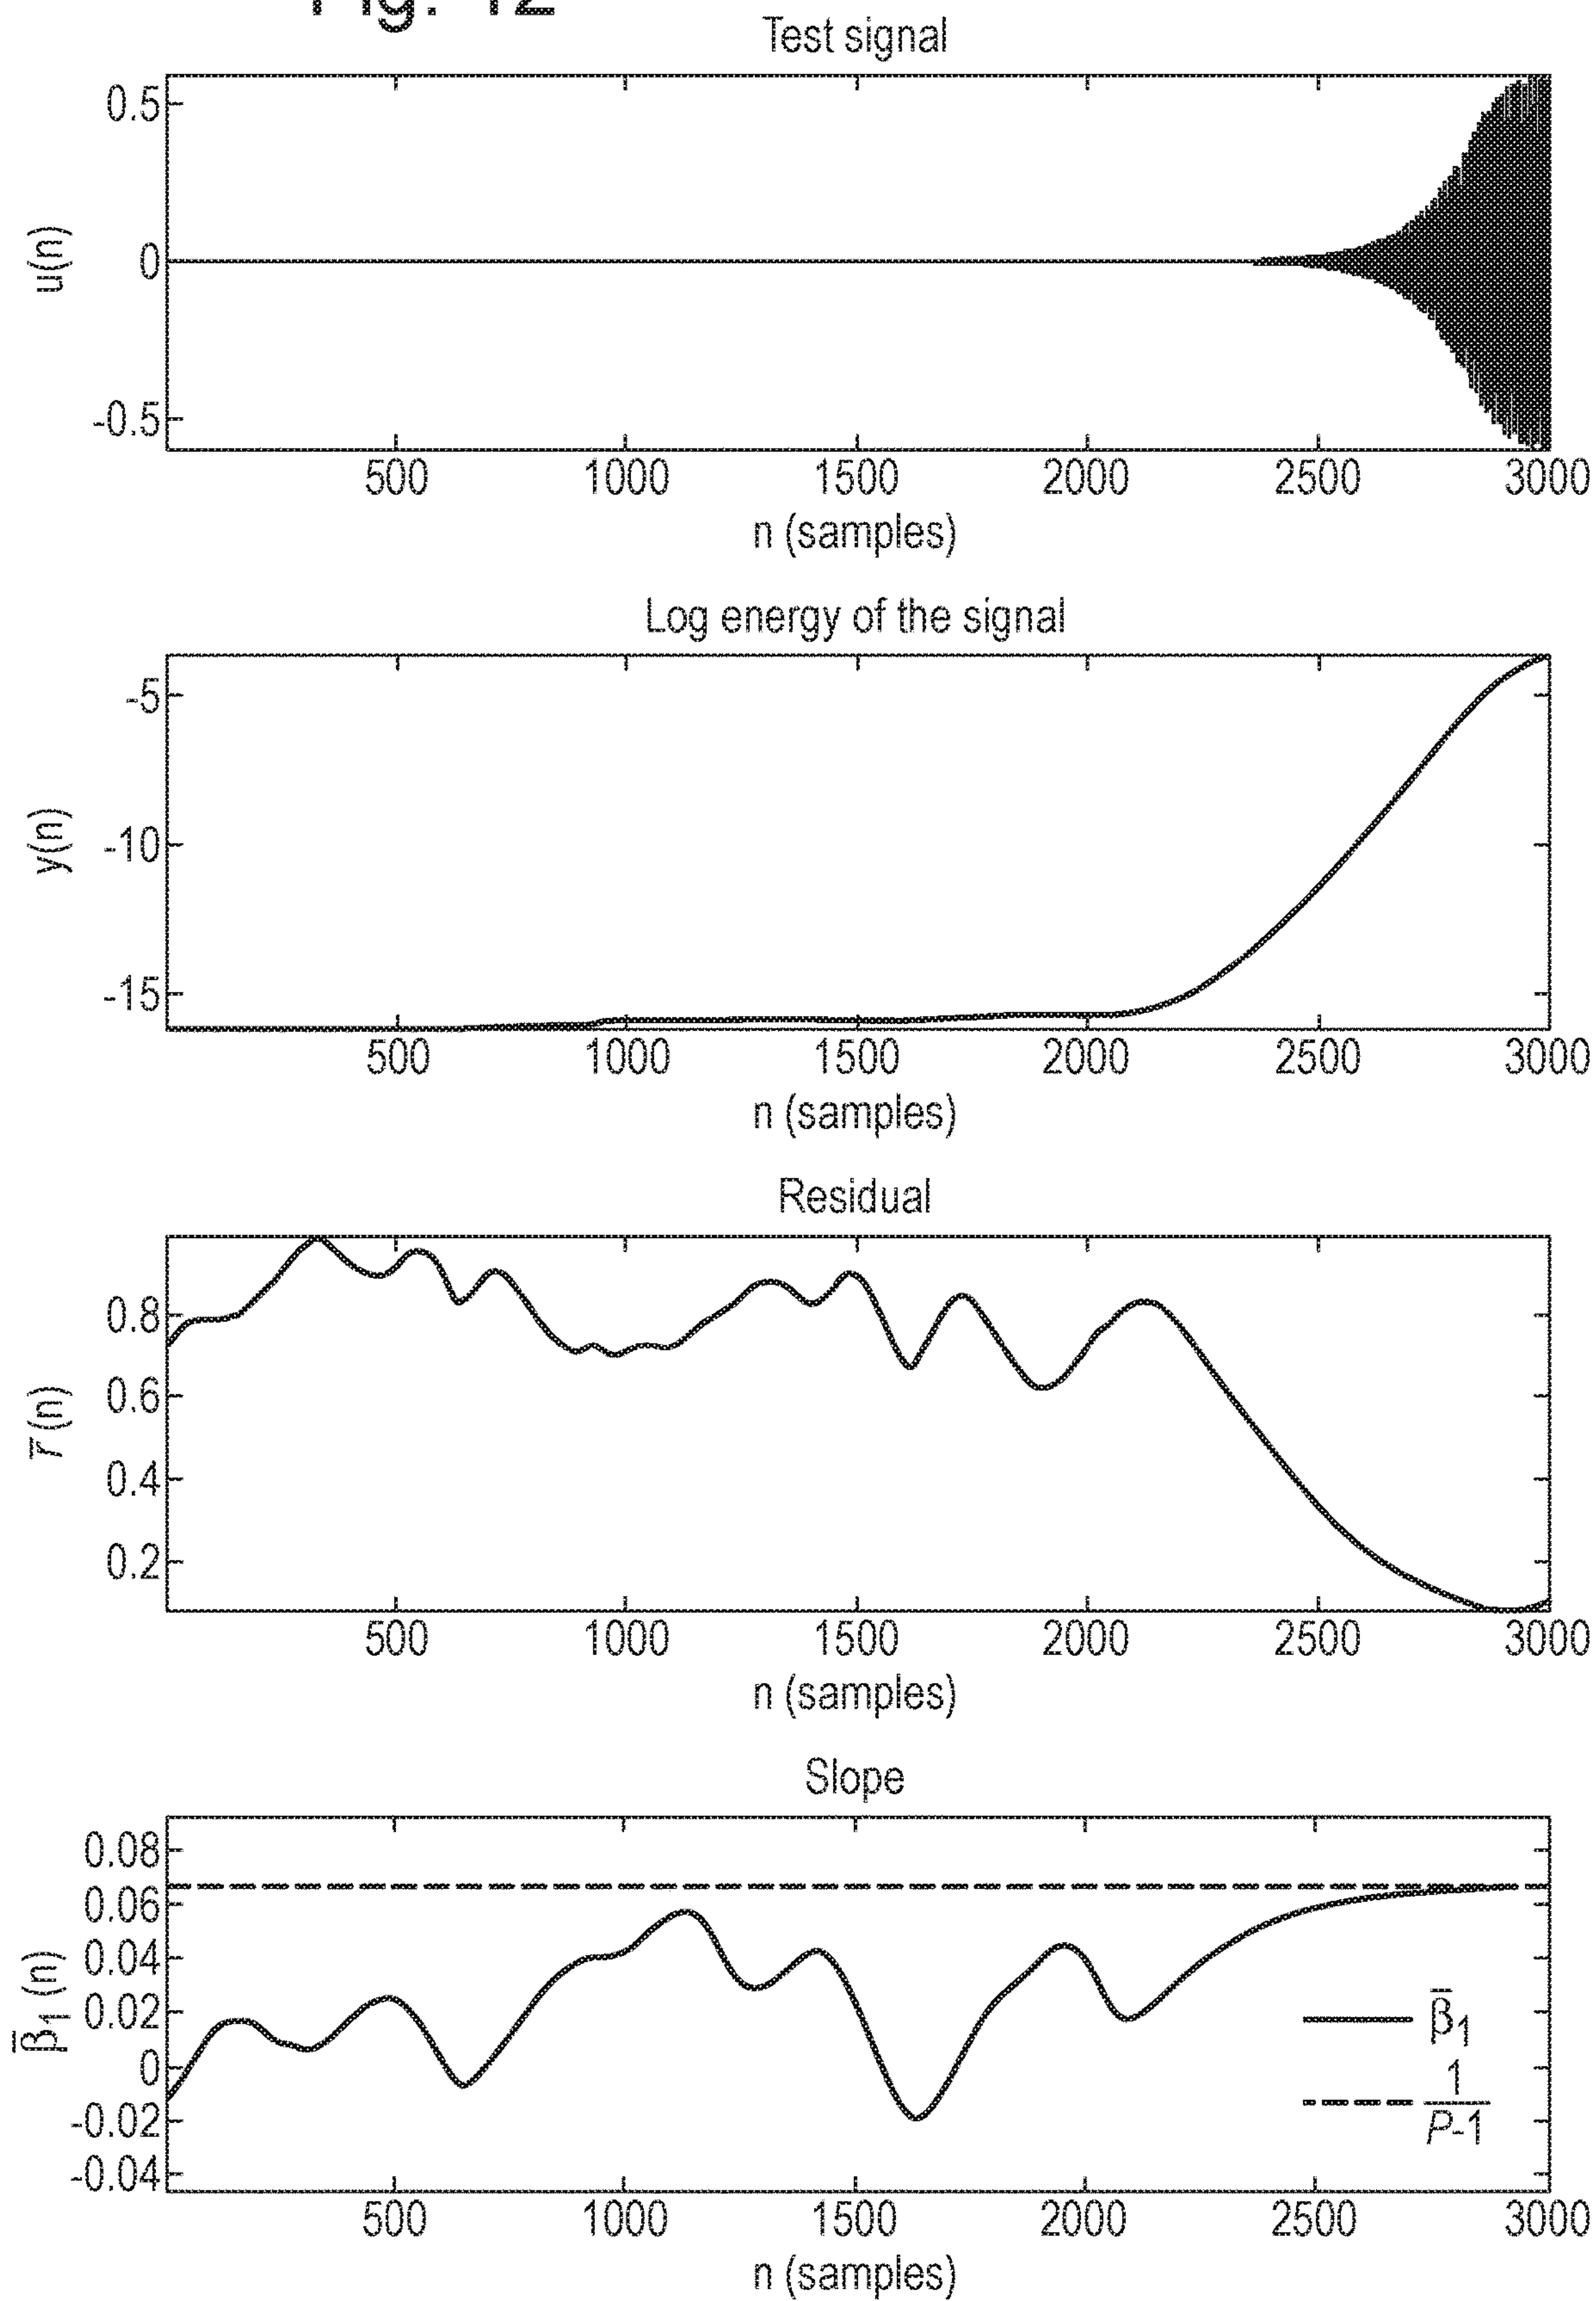 Fig. 12
Test signal
0.5
0
-0.5
u(n)
500 1000 1500 2000 2500 3000
n (samples)
Log energy of the signal
-5
-10
-15
y(n)
500 1000 1500 2000 2500 3000
n (samples)
Residual
0.8
0.6
0.4
0.2
r̅(n)
500 1000 1500 2000 2500 3000
n (samples)
Slope
0.08
0.06
0.04
0.02
0
-0.02
-0.04
β̅₁ (n)
β̅₁
1
P-1
500 1000 1500 2000 2500 3000
n (samples)